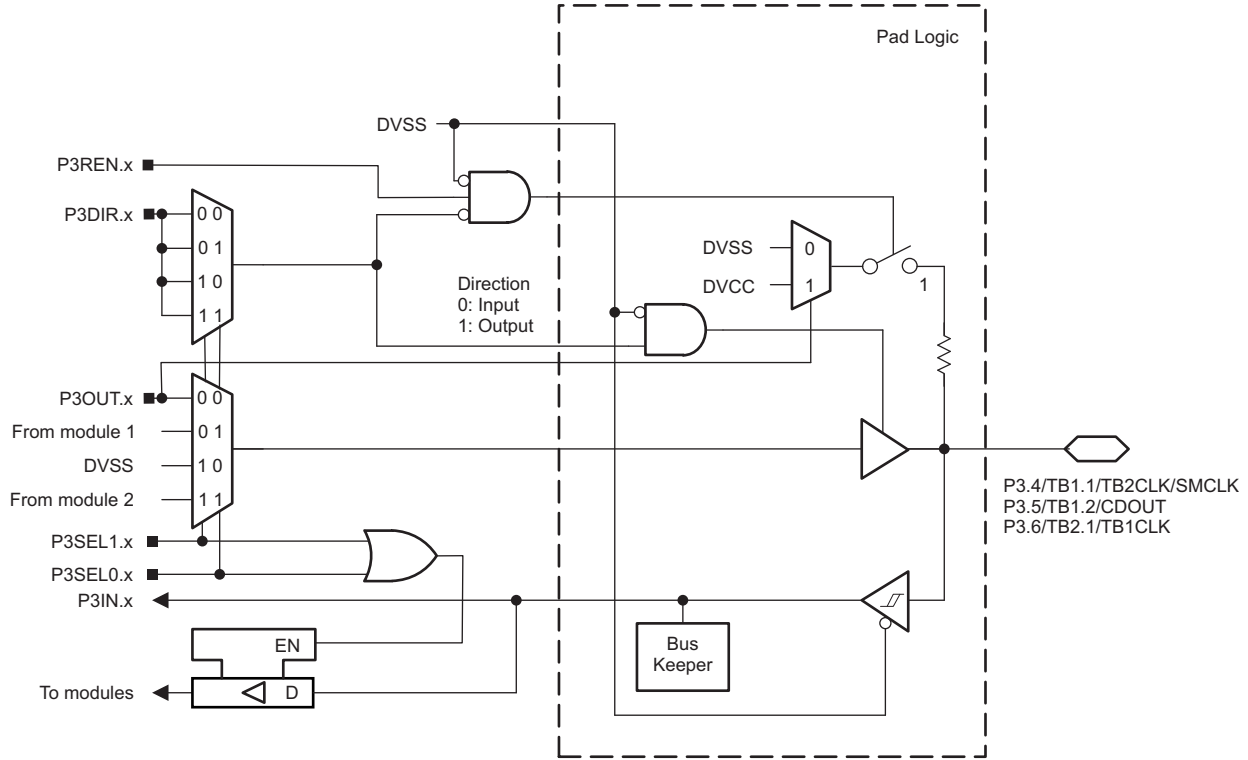 Pad Logic
DVSS
P3REN.x
P3DIR.x
0 0
0 1
1 0
1 1
Direction
0: Input
1: Output
DVSS
0
DVCC
1
1
P3OUT.x
0 0
From module 1
0 1
DVSS
1 0
From module 2
1 1
P3.4/TB1.1/TB2CLK/SMCLK
P3.5/TB1.2/CDOUT
P3.6/TB2.1/TB1CLK
P3SEL1.x
P3SEL0.x
P3IN.x
Bus
Keeper
EN
To modules
D